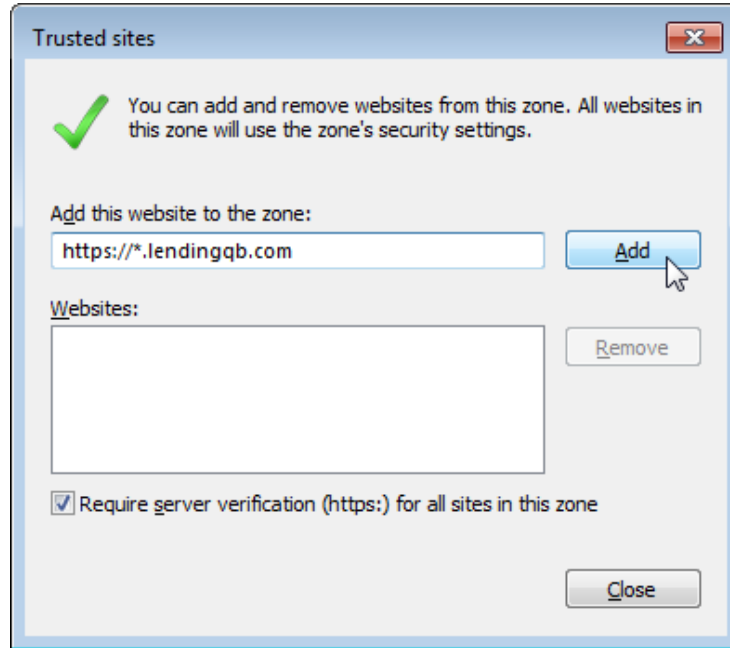 Trusted sites
You can add and remove websites from this zone. All websites in
this zone will use the zone's security settings.
Add this website to the zone:
https://*.lendingqb.com
Add
Websites:
Remove
Require server verification (https:) for all sites in this zone
Close